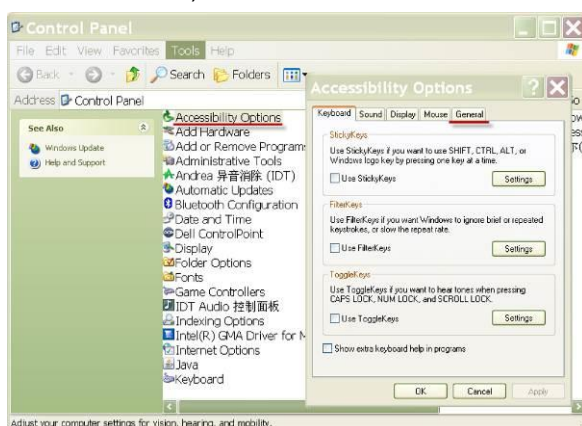 Control Panel
File Edit View Favorites Tools Help
Back Search Folders
Address Control Panel
See Also
Windows Update
Help and Support
Accessibility Options
Add Hardware
Add or Remove Program
Administrative Tools
Andrea 异音消除 (IDT)
Automatic Updates
Bluetooth Configuration
Date and Time
Dell ControlPoint
Display
Folder Options
Fonts
Game Controllers
IDT Audio 控制面板
Indexing Options
Intel(R) GMA Driver for M
Internet Options
Java
Keyboard
Adjust your computer settings for vision, hearing, and mobility.
Accessibility Options
Keyboard Sound Display Mouse General
StickyKeys
Use StickyKeys if you want to use SHIFT, CTRL, ALT, or
Windows logo key by pressing one key at a time.
Use StickyKeys Settings
FilterKeys
Use FilterKeys if you want Windows to ignore brief or repeated
keystrokes, or slow the repeat rate.
Use FilterKeys Settings
ToggleKeys
Use ToggleKeys if you want to hear tones when pressing
CAPS LOCK, NUM LOCK, and SCROLL LOCK.
Use ToggleKeys Settings
Show extra keyboard help in programs
OK Cancel Apply